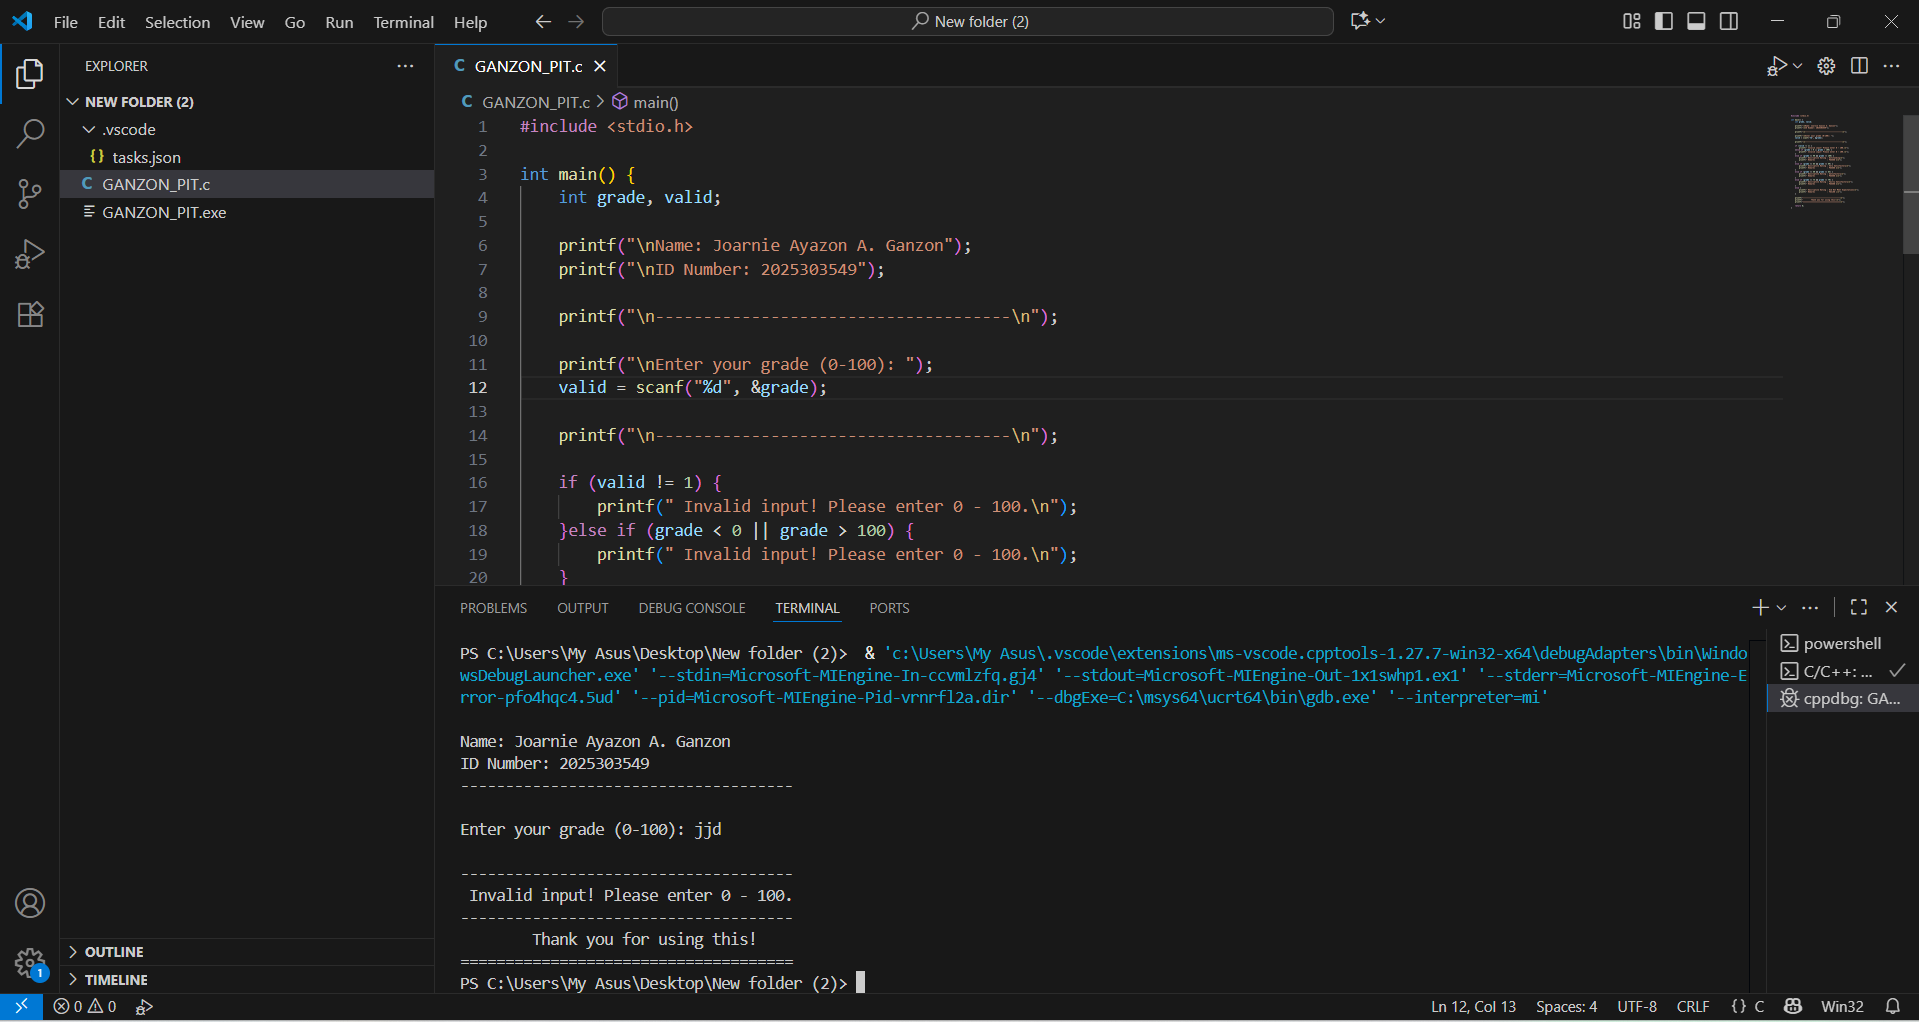 File Edit Selection View Go Run Terminal Help
New folder (2)
EXPLORER
NEW FOLDER (2)
.vscode
{} tasks.json
C GANZON_PIT.c
GANZON_PIT.exe
OUTLINE
TIMELINE
1
C GANZON_PIT.c
C GANZON_PIT.c > main()
1 #include <stdio.h>
2
3 int main() {
4 int grade, valid;
5
6 printf("\nName: Joarnie Ayazon A. Ganzon");
7 printf("\nID Number: 2025303549");
8
9 printf("\n-------------------------------------\n");
10
11 printf("\nEnter your grade (0-100): ");
12 valid = scanf("%d", &grade);
13
14 printf("\n-------------------------------------\n");
15
16 if (valid != 1) {
17 printf(" Invalid input! Please enter 0 - 100.\n");
18 }else if (grade < 0 || grade > 100) {
19 printf(" Invalid input! Please enter 0 - 100.\n");
20 }
PROBLEMS OUTPUT DEBUG CONSOLE TERMINAL PORTS
PS C:\Users\My Asus\Desktop\New folder (2)> & 'c:\Users\My Asus\.vscode\extensions\ms-vscode.cpptools-1.27.7-win32-x64\debugAdapters\bin\Windo
wsDebugLauncher.exe' '--stdin=Microsoft-MIEngine-In-ccvmlzfq.gj4' '--stdout=Microsoft-MIEngine-Out-1x1swhp1.ex1' '--stderr=Microsoft-MIEngine-E
rror-pfo4hqc4.5ud' '--pid=Microsoft-MIEngine-Pid-vrnrfl2a.dir' '--dbgExe=C:\msys64\ucrt64\bin\gdb.exe' '--interpreter=mi'
Name: Joarnie Ayazon A. Ganzon
ID Number: 2025303549
-------------------------------------
Enter your grade (0-100): jjd
-------------------------------------
Invalid input! Please enter 0 - 100.
-------------------------------------
Thank you for using this!
=====================================
PS C:\Users\My Asus\Desktop\New folder (2)>
powershell
C/C++: ...
cppdbg: GA...
0 0
Ln 12, Col 13 Spaces: 4 UTF-8 CRLF {} C Win32